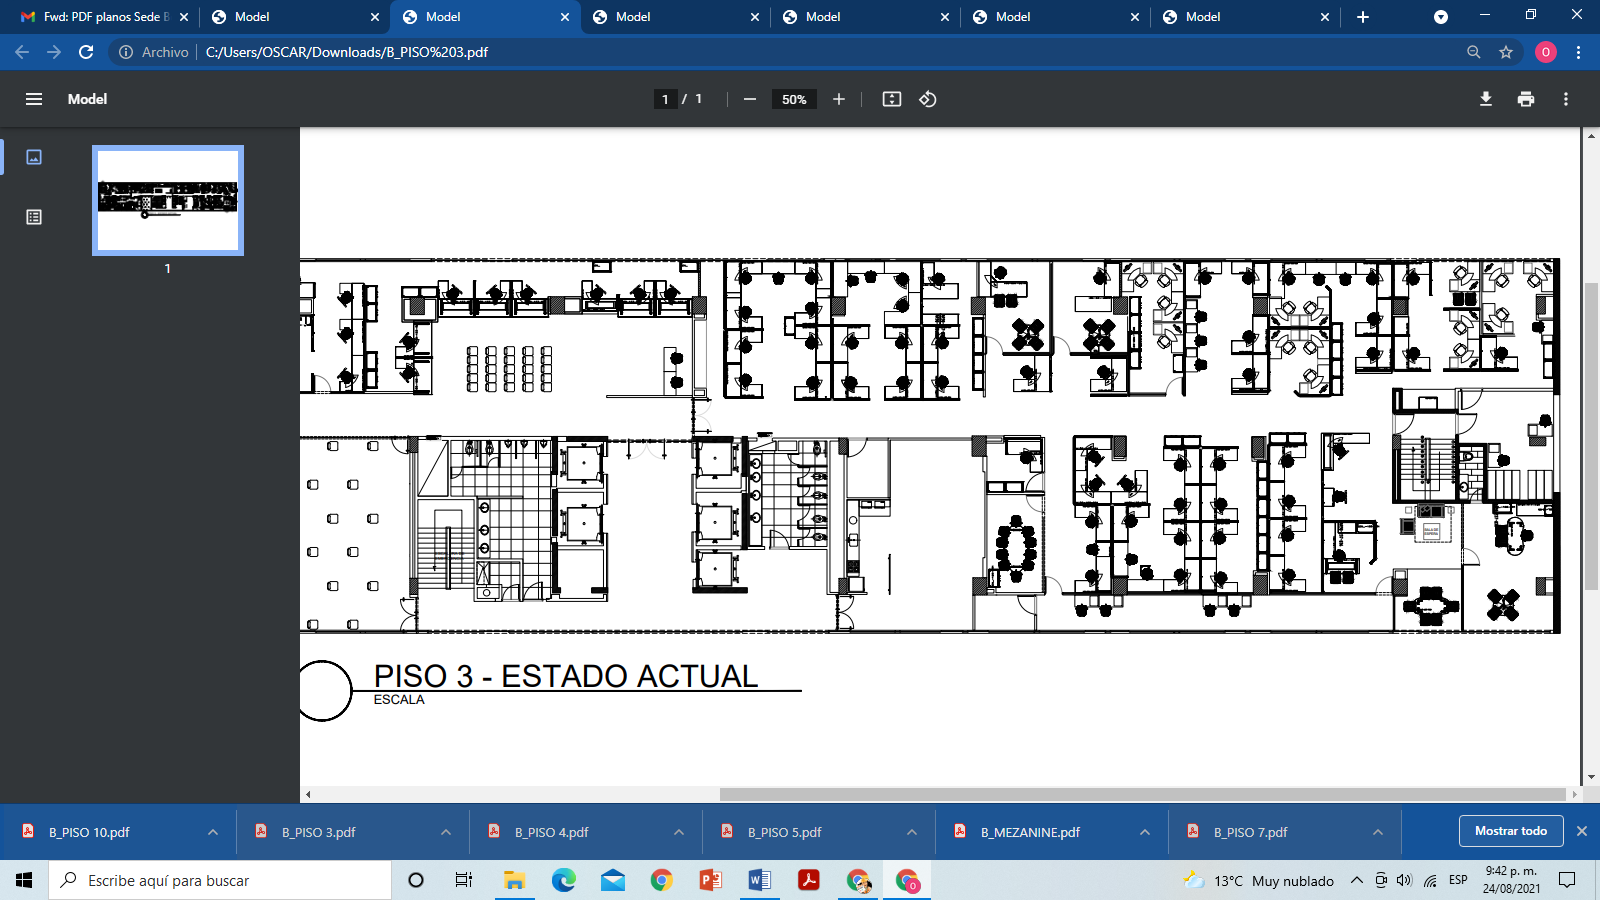 Fwd: PDF planos Sede B
Model
Model
Model
Model
Model
Model
Archivo
C:/Users/OSCAR/Downloads/B_PISO%203.pdf
O
Model
1 / 1
50%
1
SALA DE
ESPERA
PISO 3 - ESTADO ACTUAL
ESCALA
B_PISO 10.pdf
B_PISO 3.pdf
B_PISO 4.pdf
B_PISO 5.pdf
B_MEZANINE.pdf
B_PISO 7.pdf
Mostrar todo
Escribe aquí para buscar
13°C Muy nublado
ESP
9:42 p. m.
24/08/2021